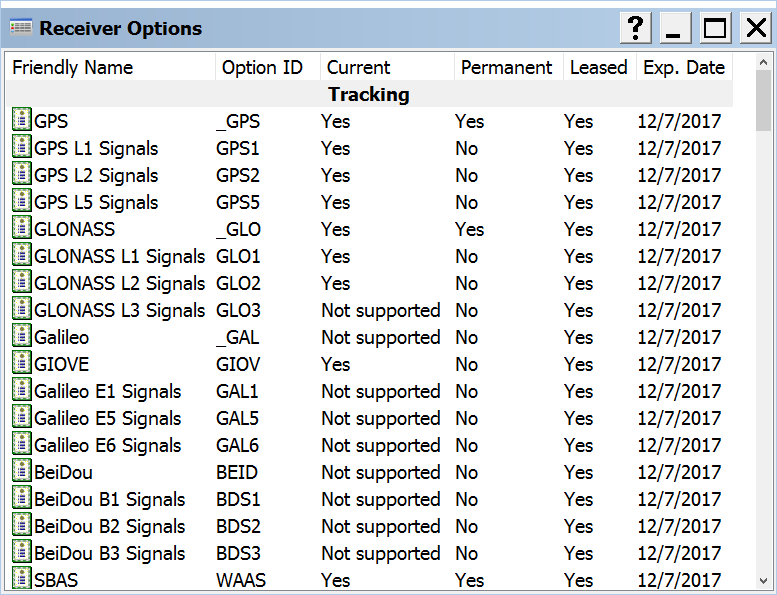 Receiver Options ?
Friendly Name Option ID Current Permanent Leased Exp. Date
Tracking
GPS _GPS Yes Yes Yes 12/7/2017
GPS L1 Signals GPS1 Yes No Yes 12/7/2017
GPS L2 Signals GPS2 Yes No Yes 12/7/2017
GPS L5 Signals GPS5 Yes No Yes 12/7/2017
GLONASS _GLO Yes Yes Yes 12/7/2017
GLONASS L1 Signals GLO1 Yes No Yes 12/7/2017
GLONASS L2 Signals GLO2 Yes No Yes 12/7/2017
GLONASS L3 Signals GLO3 Not supported No Yes 12/7/2017
Galileo _GAL Not supported No Yes 12/7/2017
GIOVE GIOV Yes No Yes 12/7/2017
Galileo E1 Signals GAL1 Not supported No Yes 12/7/2017
Galileo E5 Signals GAL5 Not supported No Yes 12/7/2017
Galileo E6 Signals GAL6 Not supported No Yes 12/7/2017
BeiDou BEID Not supported No Yes 12/7/2017
BeiDou B1 Signals BDS1 Not supported No Yes 12/7/2017
BeiDou B2 Signals BDS2 Not supported No Yes 12/7/2017
BeiDou B3 Signals BDS3 Not supported No Yes 12/7/2017
SBAS WAAS Yes Yes Yes 12/7/2017